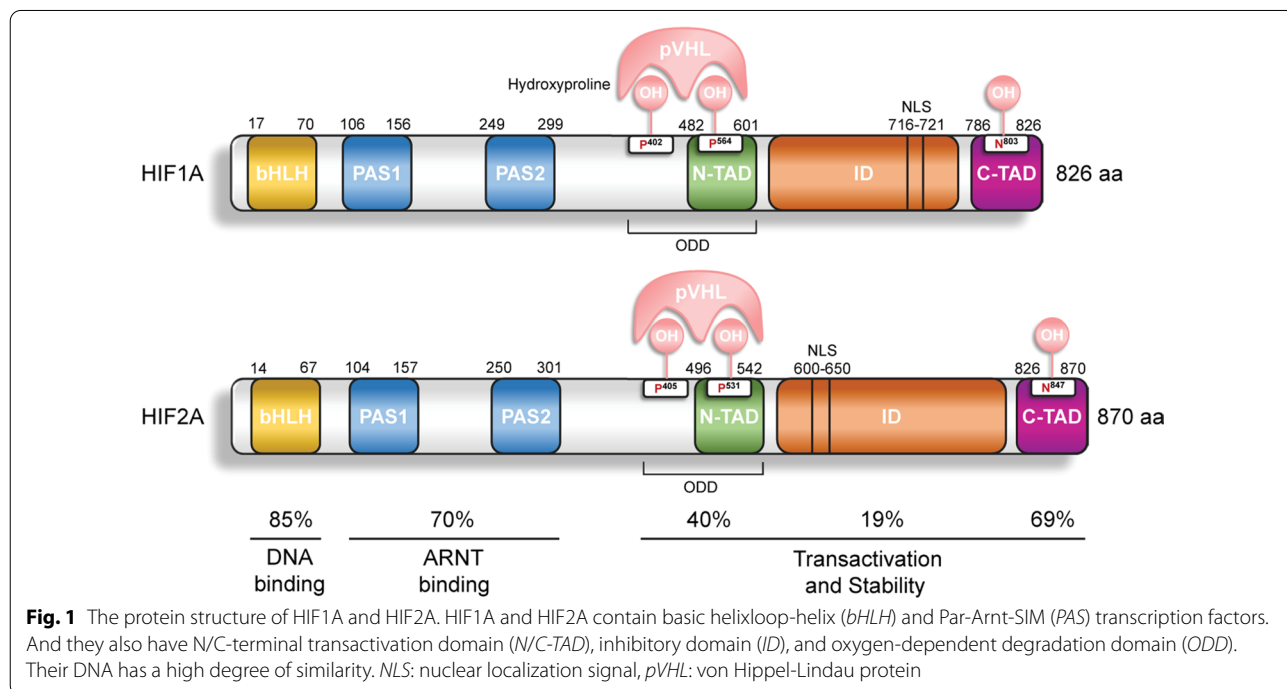 pVHL
Hydroxyproline
OH OH OH
NLS
17 70 106 156 249 299 482 601 716-721 786 826
P402 P564 N803
HIF1A bHLH PAS1 PAS2 N-TAD ID C-TAD 826 aa
ODD
pVHL
OH OH OH
NLS
14 67 104 157 250 301 496 542 600-650 826 870
P405 P531 N847
HIF2A bHLH PAS1 PAS2 N-TAD ID C-TAD 870 aa
ODD
85% 70% 40% 19% 69%
DNA ARNT Transactivation
binding binding and Stability
Fig. 1 The protein structure of HIF1A and HIF2A. HIF1A and HIF2A contain basic helixloop-helix (bHLH) and Par-Arnt-SIM (PAS) transcription factors.
And they also have N/C-terminal transactivation domain (N/C-TAD), inhibitory domain (ID), and oxygen-dependent degradation domain (ODD).
Their DNA has a high degree of similarity. NLS: nuclear localization signal, pVHL: von Hippel-Lindau protein